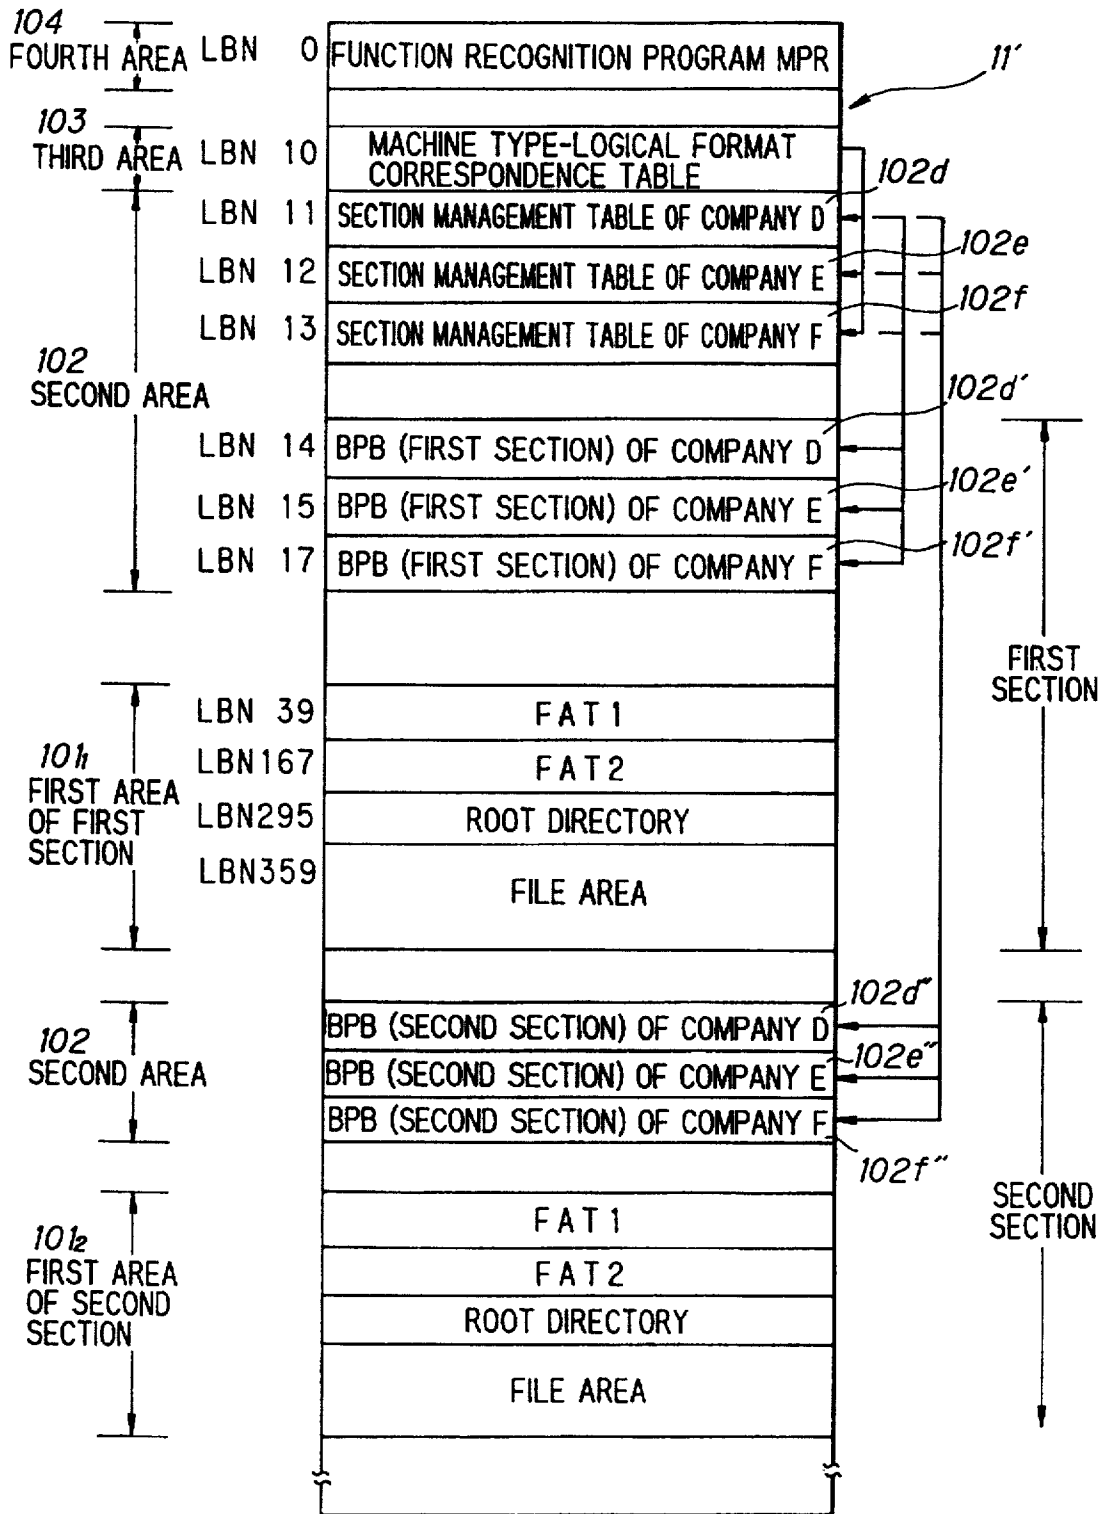 104
FOURTH AREA
LBN 0
FUNCTION RECOGNITION PROGRAM MPR
11'
103
THIRD AREA
LBN 10
MACHINE TYPE-LOGICAL FORMAT
CORRESPONDENCE TABLE
102d
LBN 11
SECTION MANAGEMENT TABLE OF COMPANY D
102e
LBN 12
SECTION MANAGEMENT TABLE OF COMPANY E
102f
LBN 13
SECTION MANAGEMENT TABLE OF COMPANY F
102
SECOND AREA
102d'
LBN 14
BPB (FIRST SECTION) OF COMPANY D
102e'
LBN 15
BPB (FIRST SECTION) OF COMPANY E
102f'
LBN 17
BPB (FIRST SECTION) OF COMPANY F
FIRST
SECTION
LBN 39
FAT1
101₁
FIRST AREA
OF FIRST
SECTION
LBN167
FAT2
LBN295
ROOT DIRECTORY
LBN359
FILE AREA
102d"
BPB (SECOND SECTION) OF COMPANY D
102
SECOND AREA
BPB (SECOND SECTION) OF COMPANY E
102e"
BPB (SECOND SECTION) OF COMPANY F
102f"
SECOND
SECTION
FAT1
101₂
FIRST AREA
OF SECOND
SECTION
FAT2
ROOT DIRECTORY
FILE AREA